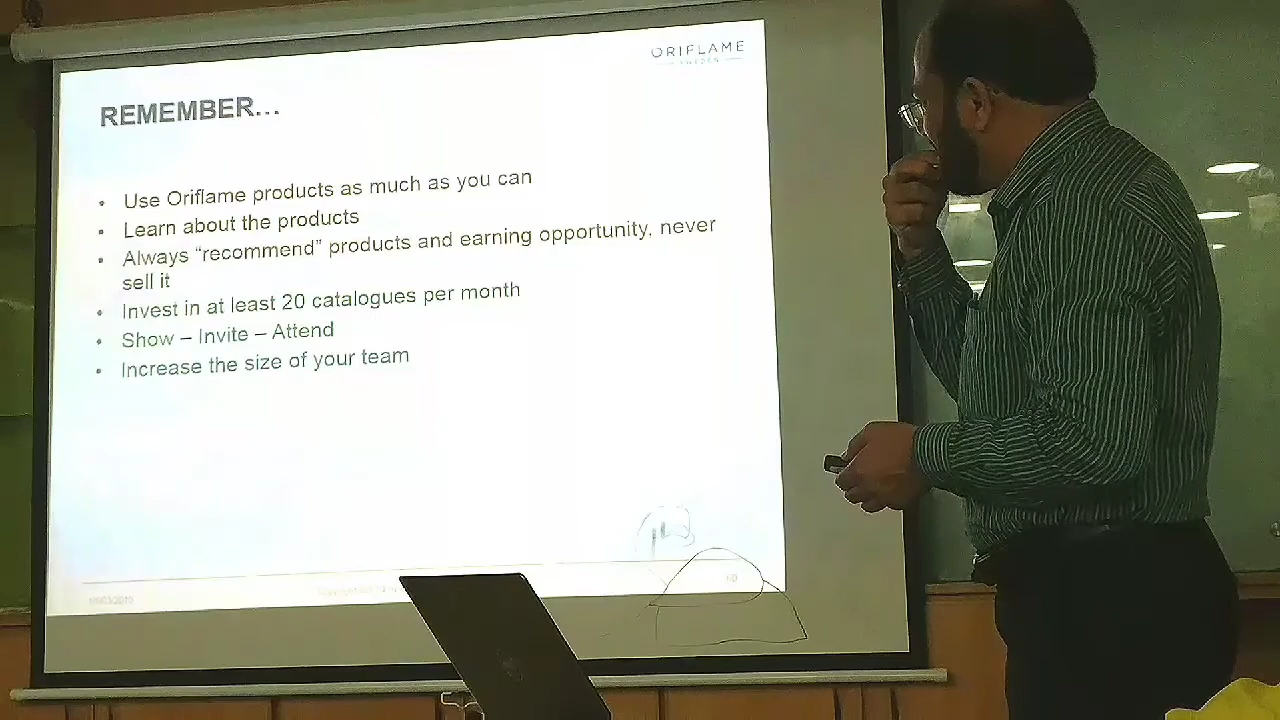 ORIFLAME
SWEDEN
REMEMBER...
• Use Oriflame products as much as you can
• Learn about the products
• Always “recommend” products and earning opportunity, never
sell it
• Invest in at least 20 catalogues per month
• Show – Invite – Attend
• Increase the size of your team
60